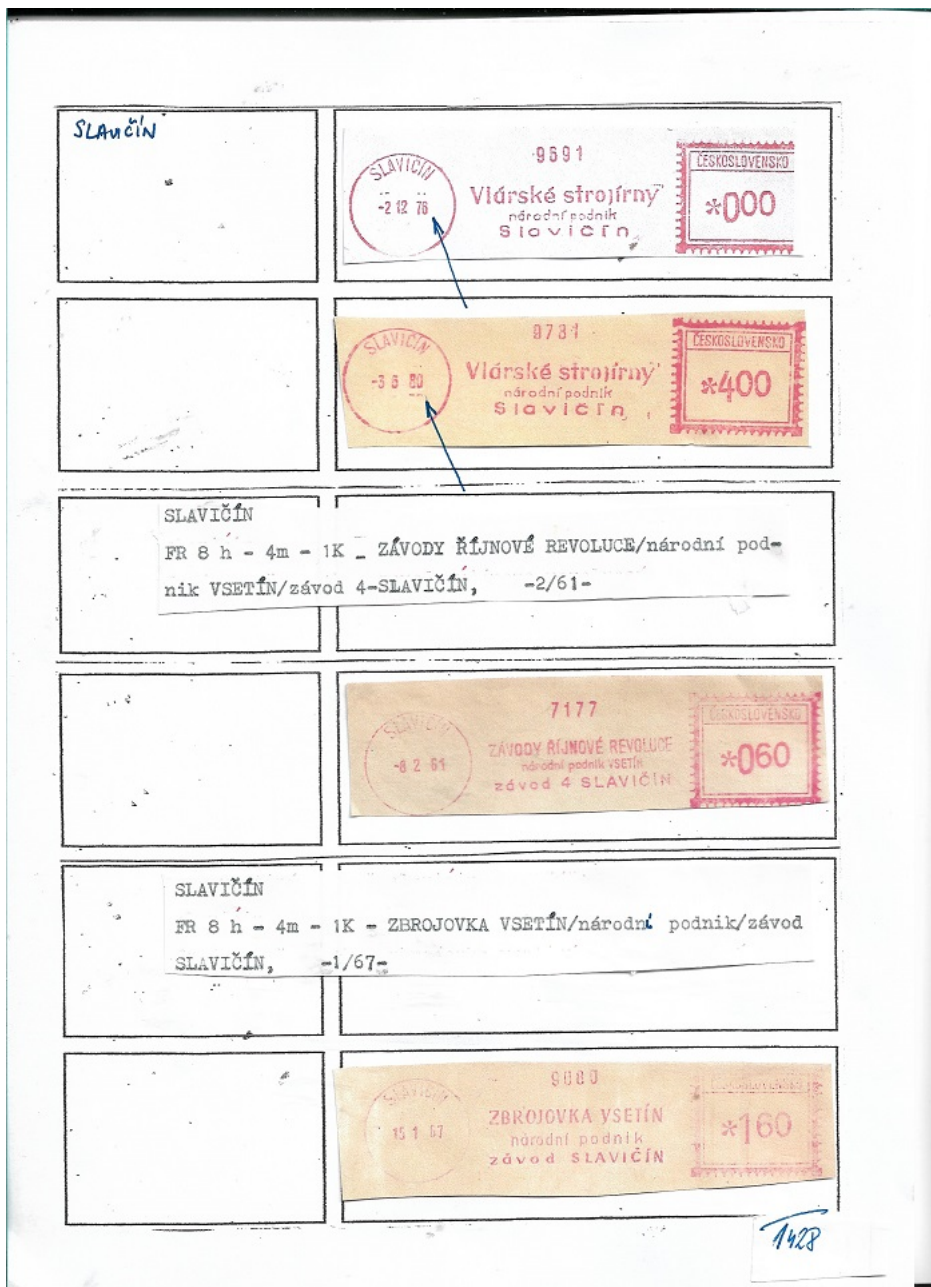 SLAVIČÍN
9691
SLAVIČÍN
-2 12 76
Vlárské strojírny
národní podnik
Slavičín
ČESKOSLOVENSKO
*000
9731
SLAVIČÍN
-3 6 80
Vlárské strojírny
národní podnik
Slavičín
ČESKOSLOVENSKO
*400
SLAVIČÍN
FR 8 h - 4m - 1K - ZÁVODY ŘÍJNOVÉ REVOLUCE/národní pod-
nik VSETÍN/závod 4-SLAVIČÍN, -2/61-
7177
SLAVIČÍN
-8 2 61
ZÁVODY ŘÍJNOVÉ REVOLUCE
národní podnik VSETÍN
závod 4 SLAVIČÍN
ČESKOSLOVENSKO
*060
SLAVIČÍN
FR 8 h - 4m - 1K - ZBROJOVKA VSETÍN/národní podnik/závod
SLAVIČÍN, -1/67-
SLAVIČÍN
15 1 67
ZBROJOVKA VSETÍN
národní podnik
závod SLAVIČÍN
ČESKOSLOVENSKO
*160
1428